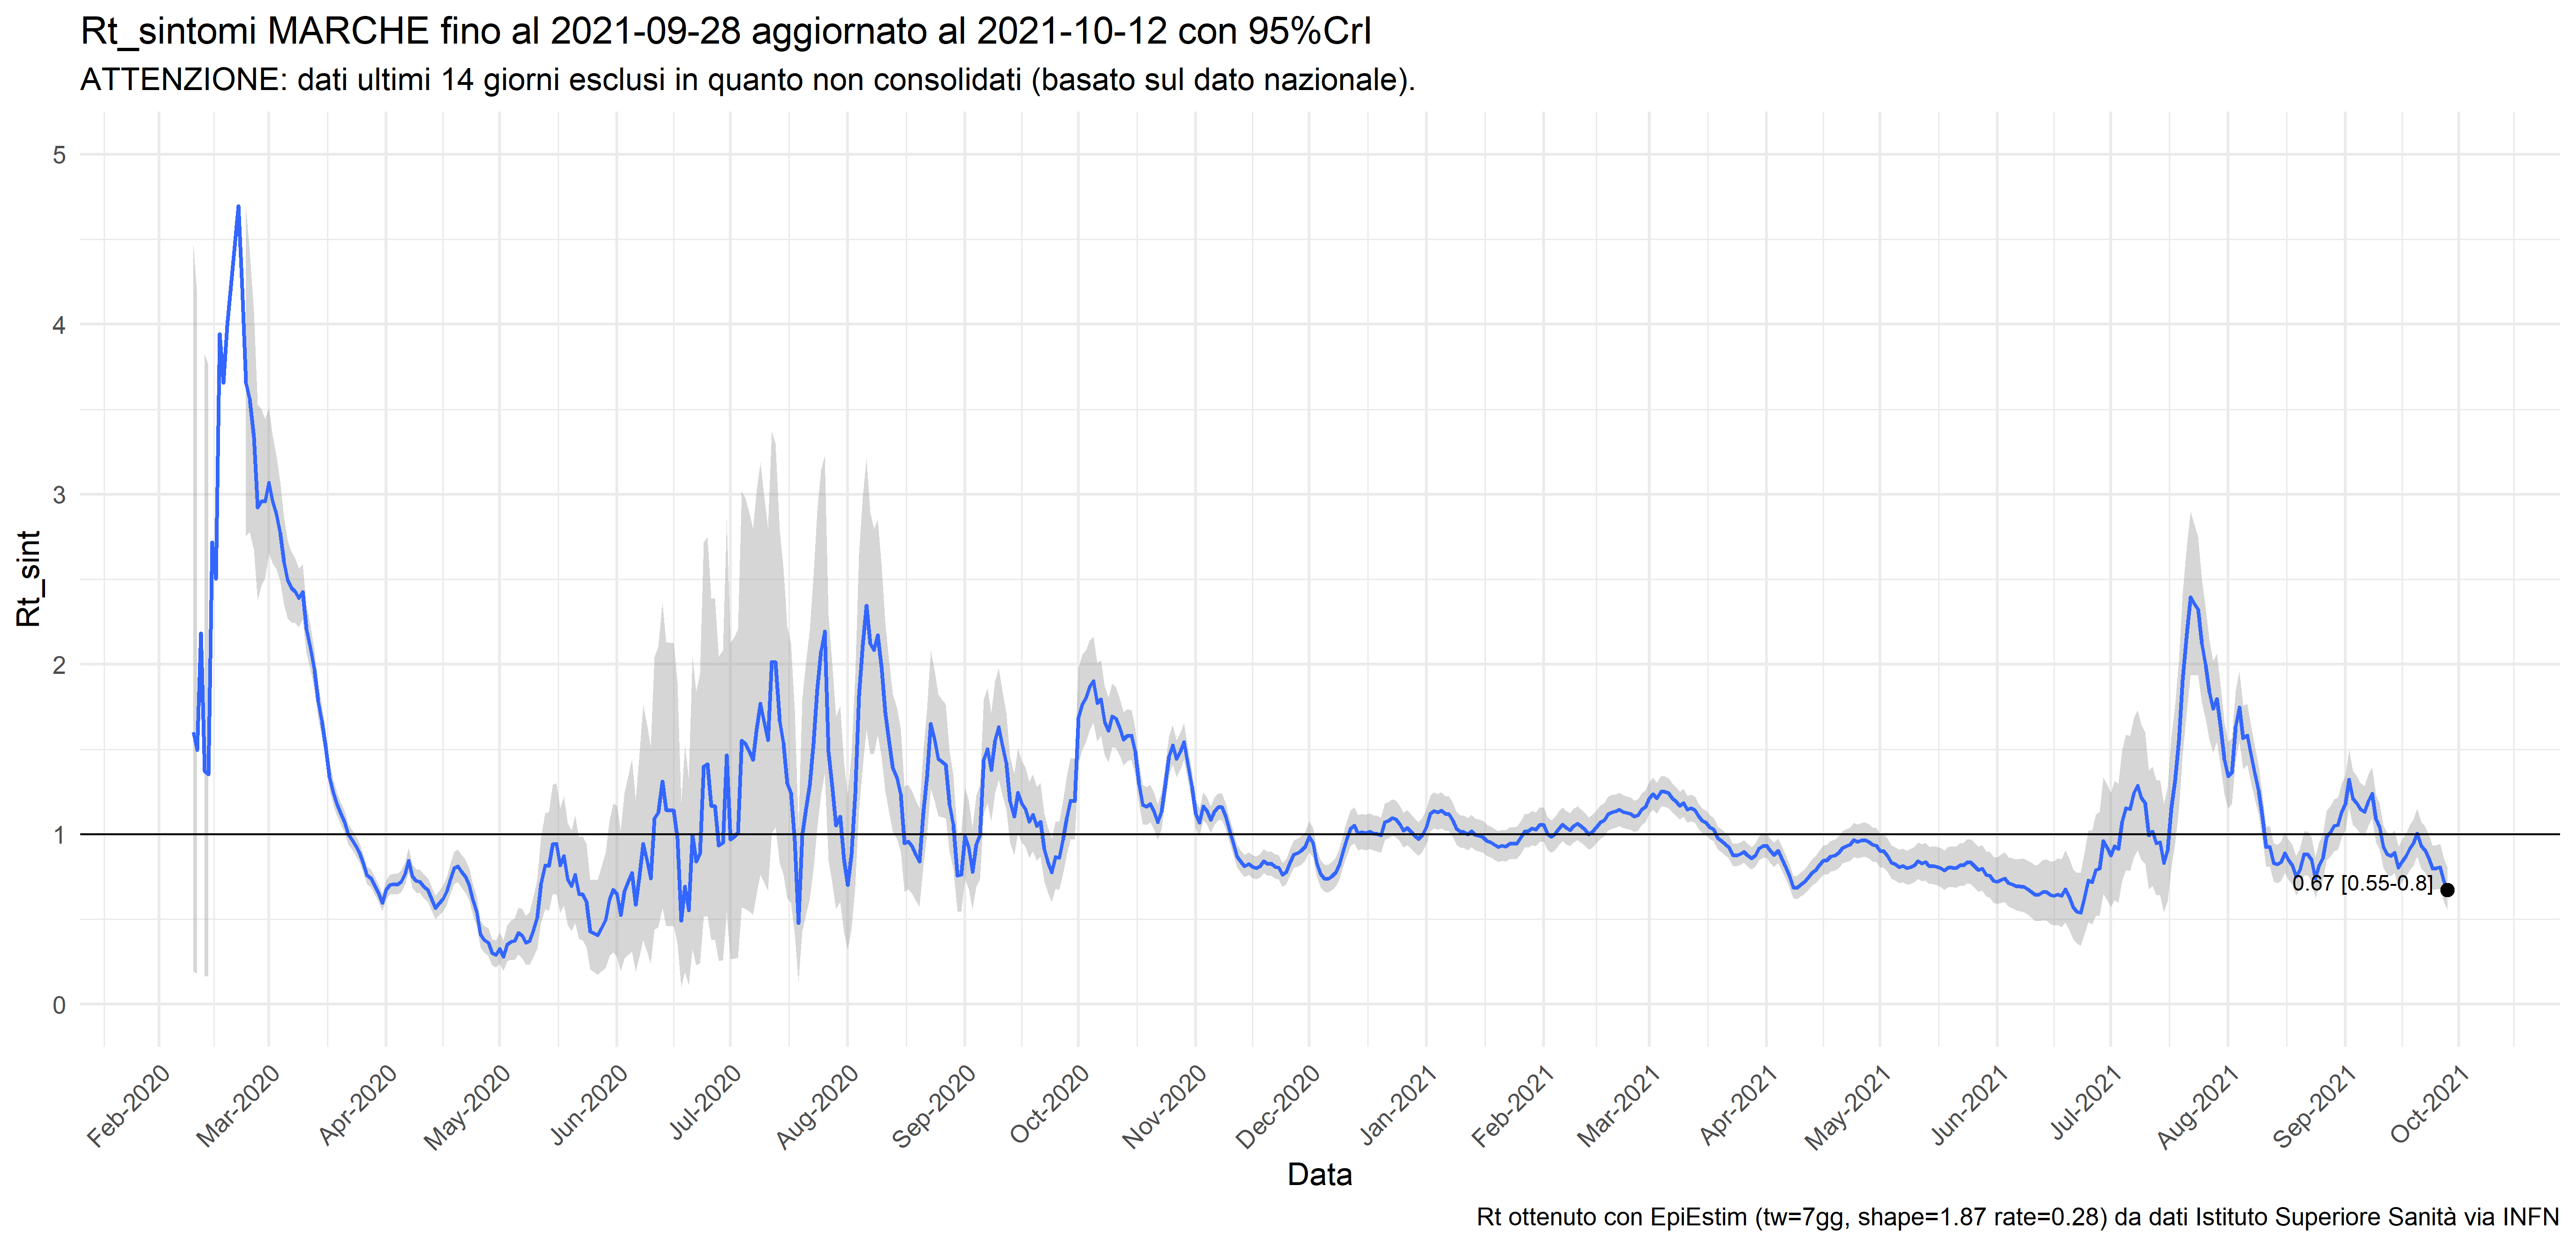 Rt_sintomi MARCHE fino al 2021-09-28 aggiornato al 2021-10-12 con 95%CrI
ATTENZIONE: dati ultimi 14 giorni esclusi in quanto non consolidati (basato sul dato nazionale).
5
4
3
2
1
0
Rt_sint
0.67 [0.55-0.8]
Feb-2020
Mar-2020
Apr-2020
May-2020
Jun-2020
Jul-2020
Aug-2020
Sep-2020
Oct-2020
Nov-2020
Dec-2020
Jan-2021
Feb-2021
Mar-2021
Apr-2021
May-2021
Jun-2021
Jul-2021
Aug-2021
Sep-2021
Oct-2021
Data
Rt ottenuto con EpiEstim (tw=7gg, shape=1.87 rate=0.28) da dati Istituto Superiore Sanità via INFN